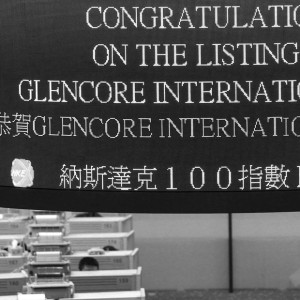 CONGRATULATIO
ON THE LISTING
GLENCORE INTERNATIO
恭賀GLENCORE INTERNATIO
納斯達克１００指數